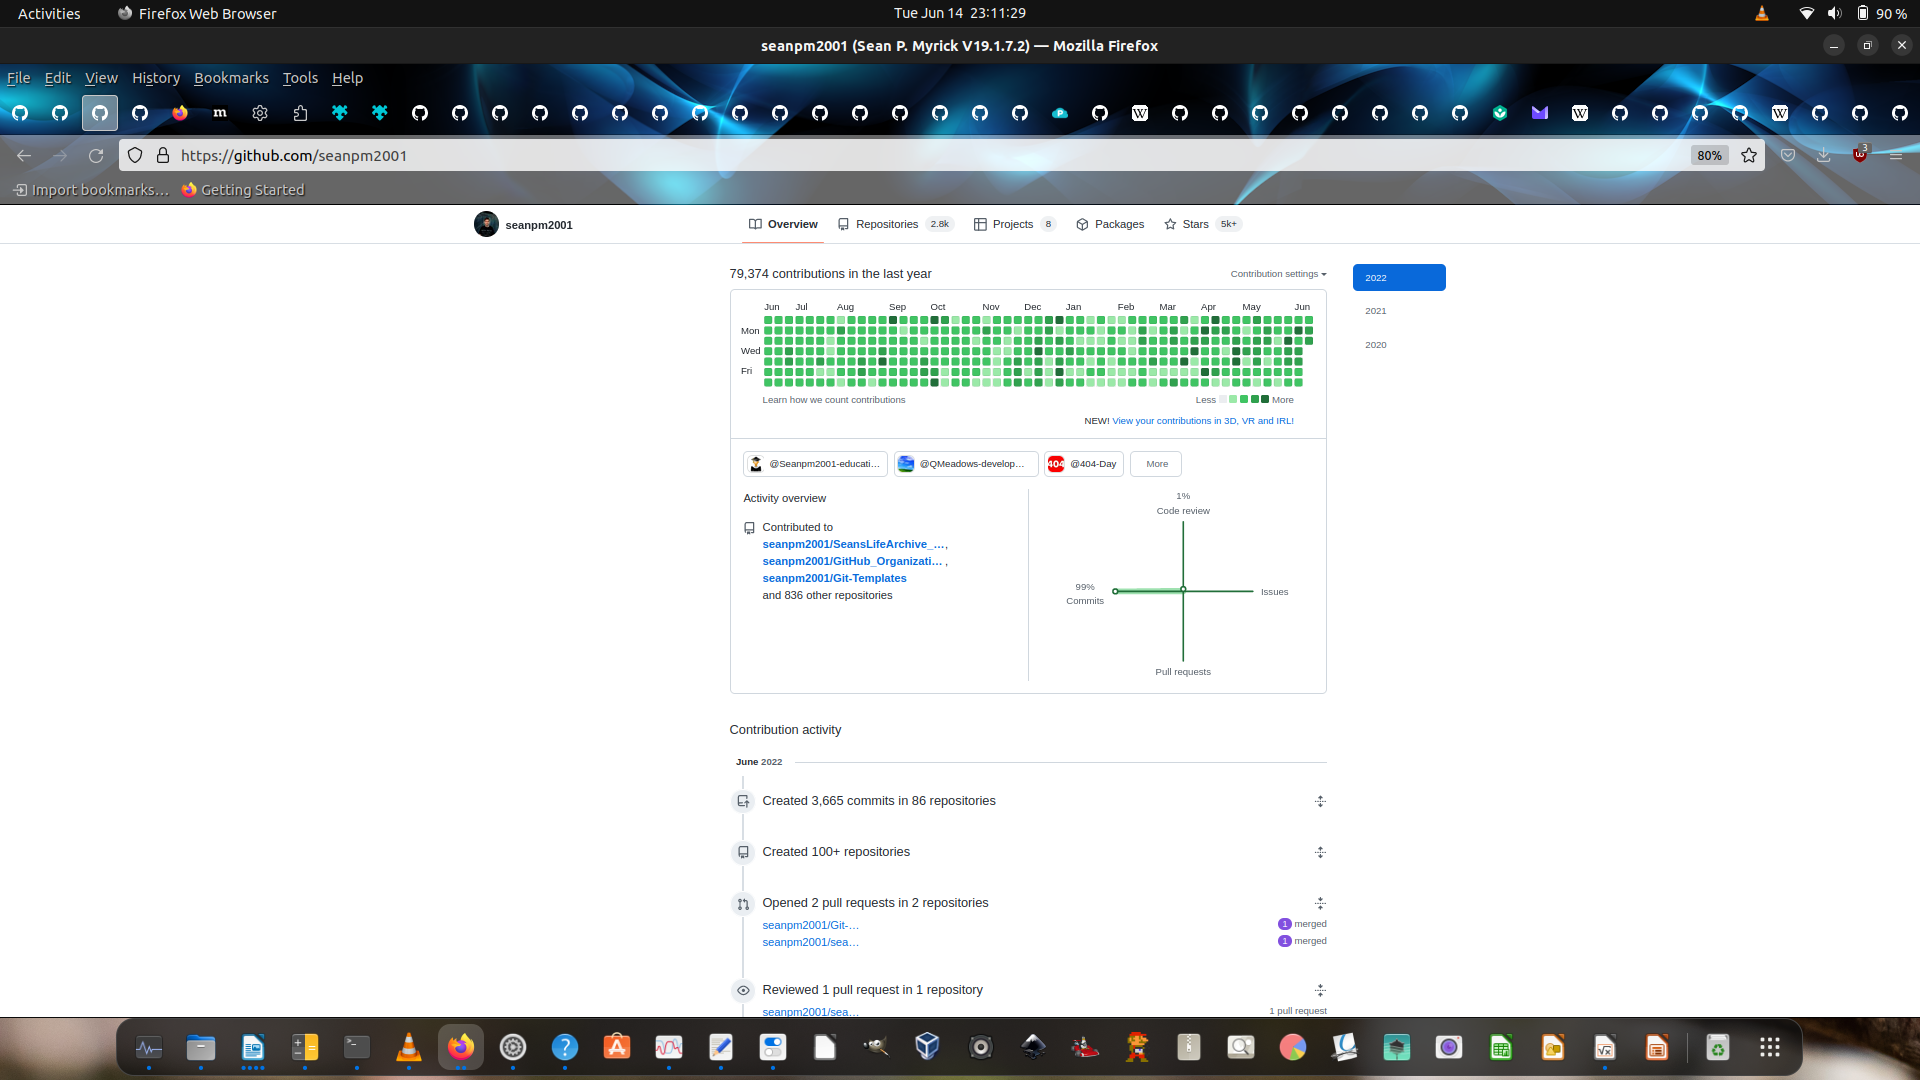 Activities
Firefox Web Browser
Tue Jun 14 23:11:29
90 %
seanpm2001 (Sean P. Myrick V19.1.7.2) — Mozilla Firefox
File Edit View History Bookmarks Tools Help
https://github.com/seanpm2001
80%
3
Import bookmarks…
Getting Started
seanpm2001
Overview
Repositories 2.8k
Projects 8
Packages
Stars 5k+
79,374 contributions in the last year
Contribution settings
2022
2021
2020
Jun Jul Aug Sep Oct Nov Dec Jan Feb Mar Apr May Jun
Mon
Wed
Fri
Learn how we count contributions
Less
More
NEW! View your contributions in 3D, VR and IRL!
@Seanpm2001-educati…
@QMeadows-develop…
404 @404-Day
More
Activity overview
Contributed to
seanpm2001/SeansLifeArchive_…,
seanpm2001/GitHub_Organizati… ,
seanpm2001/Git-Templates
and 836 other repositories
1%
Code review
99%
Commits
Issues
Pull requests
Contribution activity
June 2022
Created 3,665 commits in 86 repositories
Created 100+ repositories
Opened 2 pull requests in 2 repositories
seanpm2001/Git-…
1 merged
seanpm2001/sea…
1 merged
Reviewed 1 pull request in 1 repository
seanpm2001/sea…
1 pull request